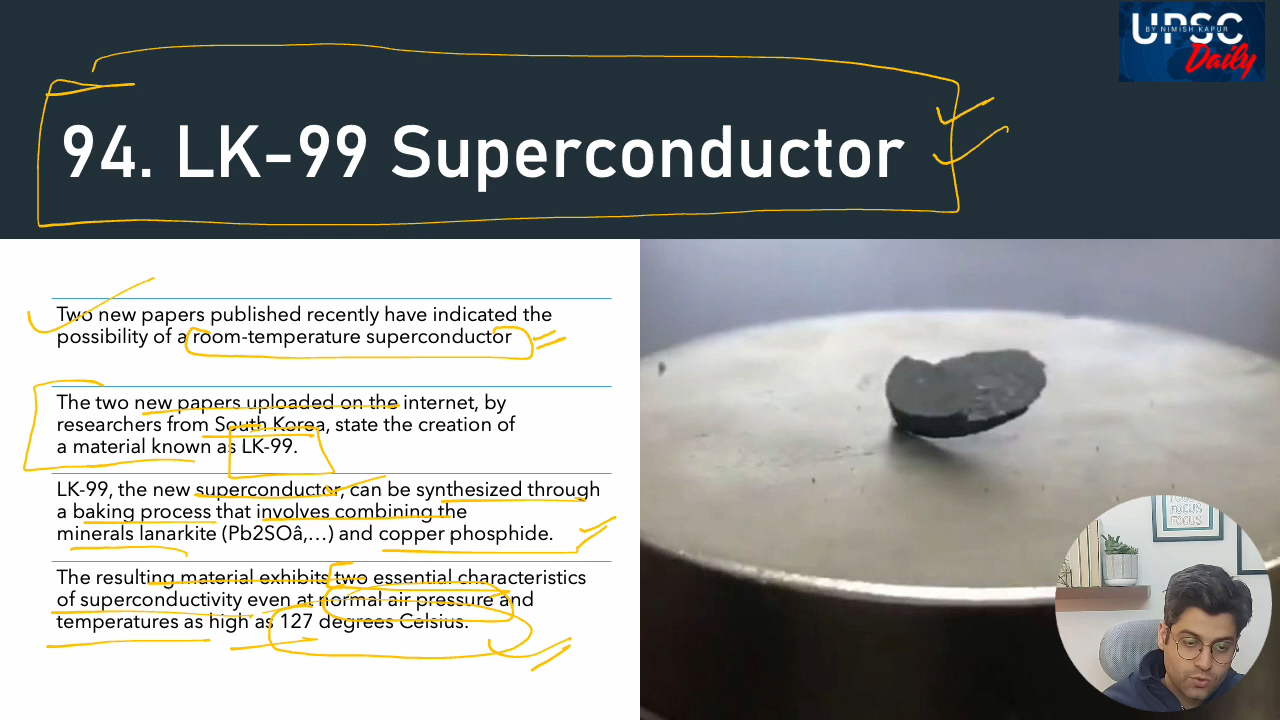 UPSC
BY NIMISH KAPUR
Daily
94. LK-99 Superconductor
Two new papers published recently have indicated the
possibility of a room-temperature superconductor
The two new papers uploaded on the internet, by
researchers from South Korea, state the creation of
a material known as LK-99.
LK-99, the new superconductor, can be synthesized through
a baking process that involves combining the
minerals lanarkite (Pb2SOâ,…) and copper phosphide.
The resulting material exhibits two essential characteristics
of superconductivity even at normal air pressure and
temperatures as high as 127 degrees Celsius.
FOCUS
FOCUS
FOCUS